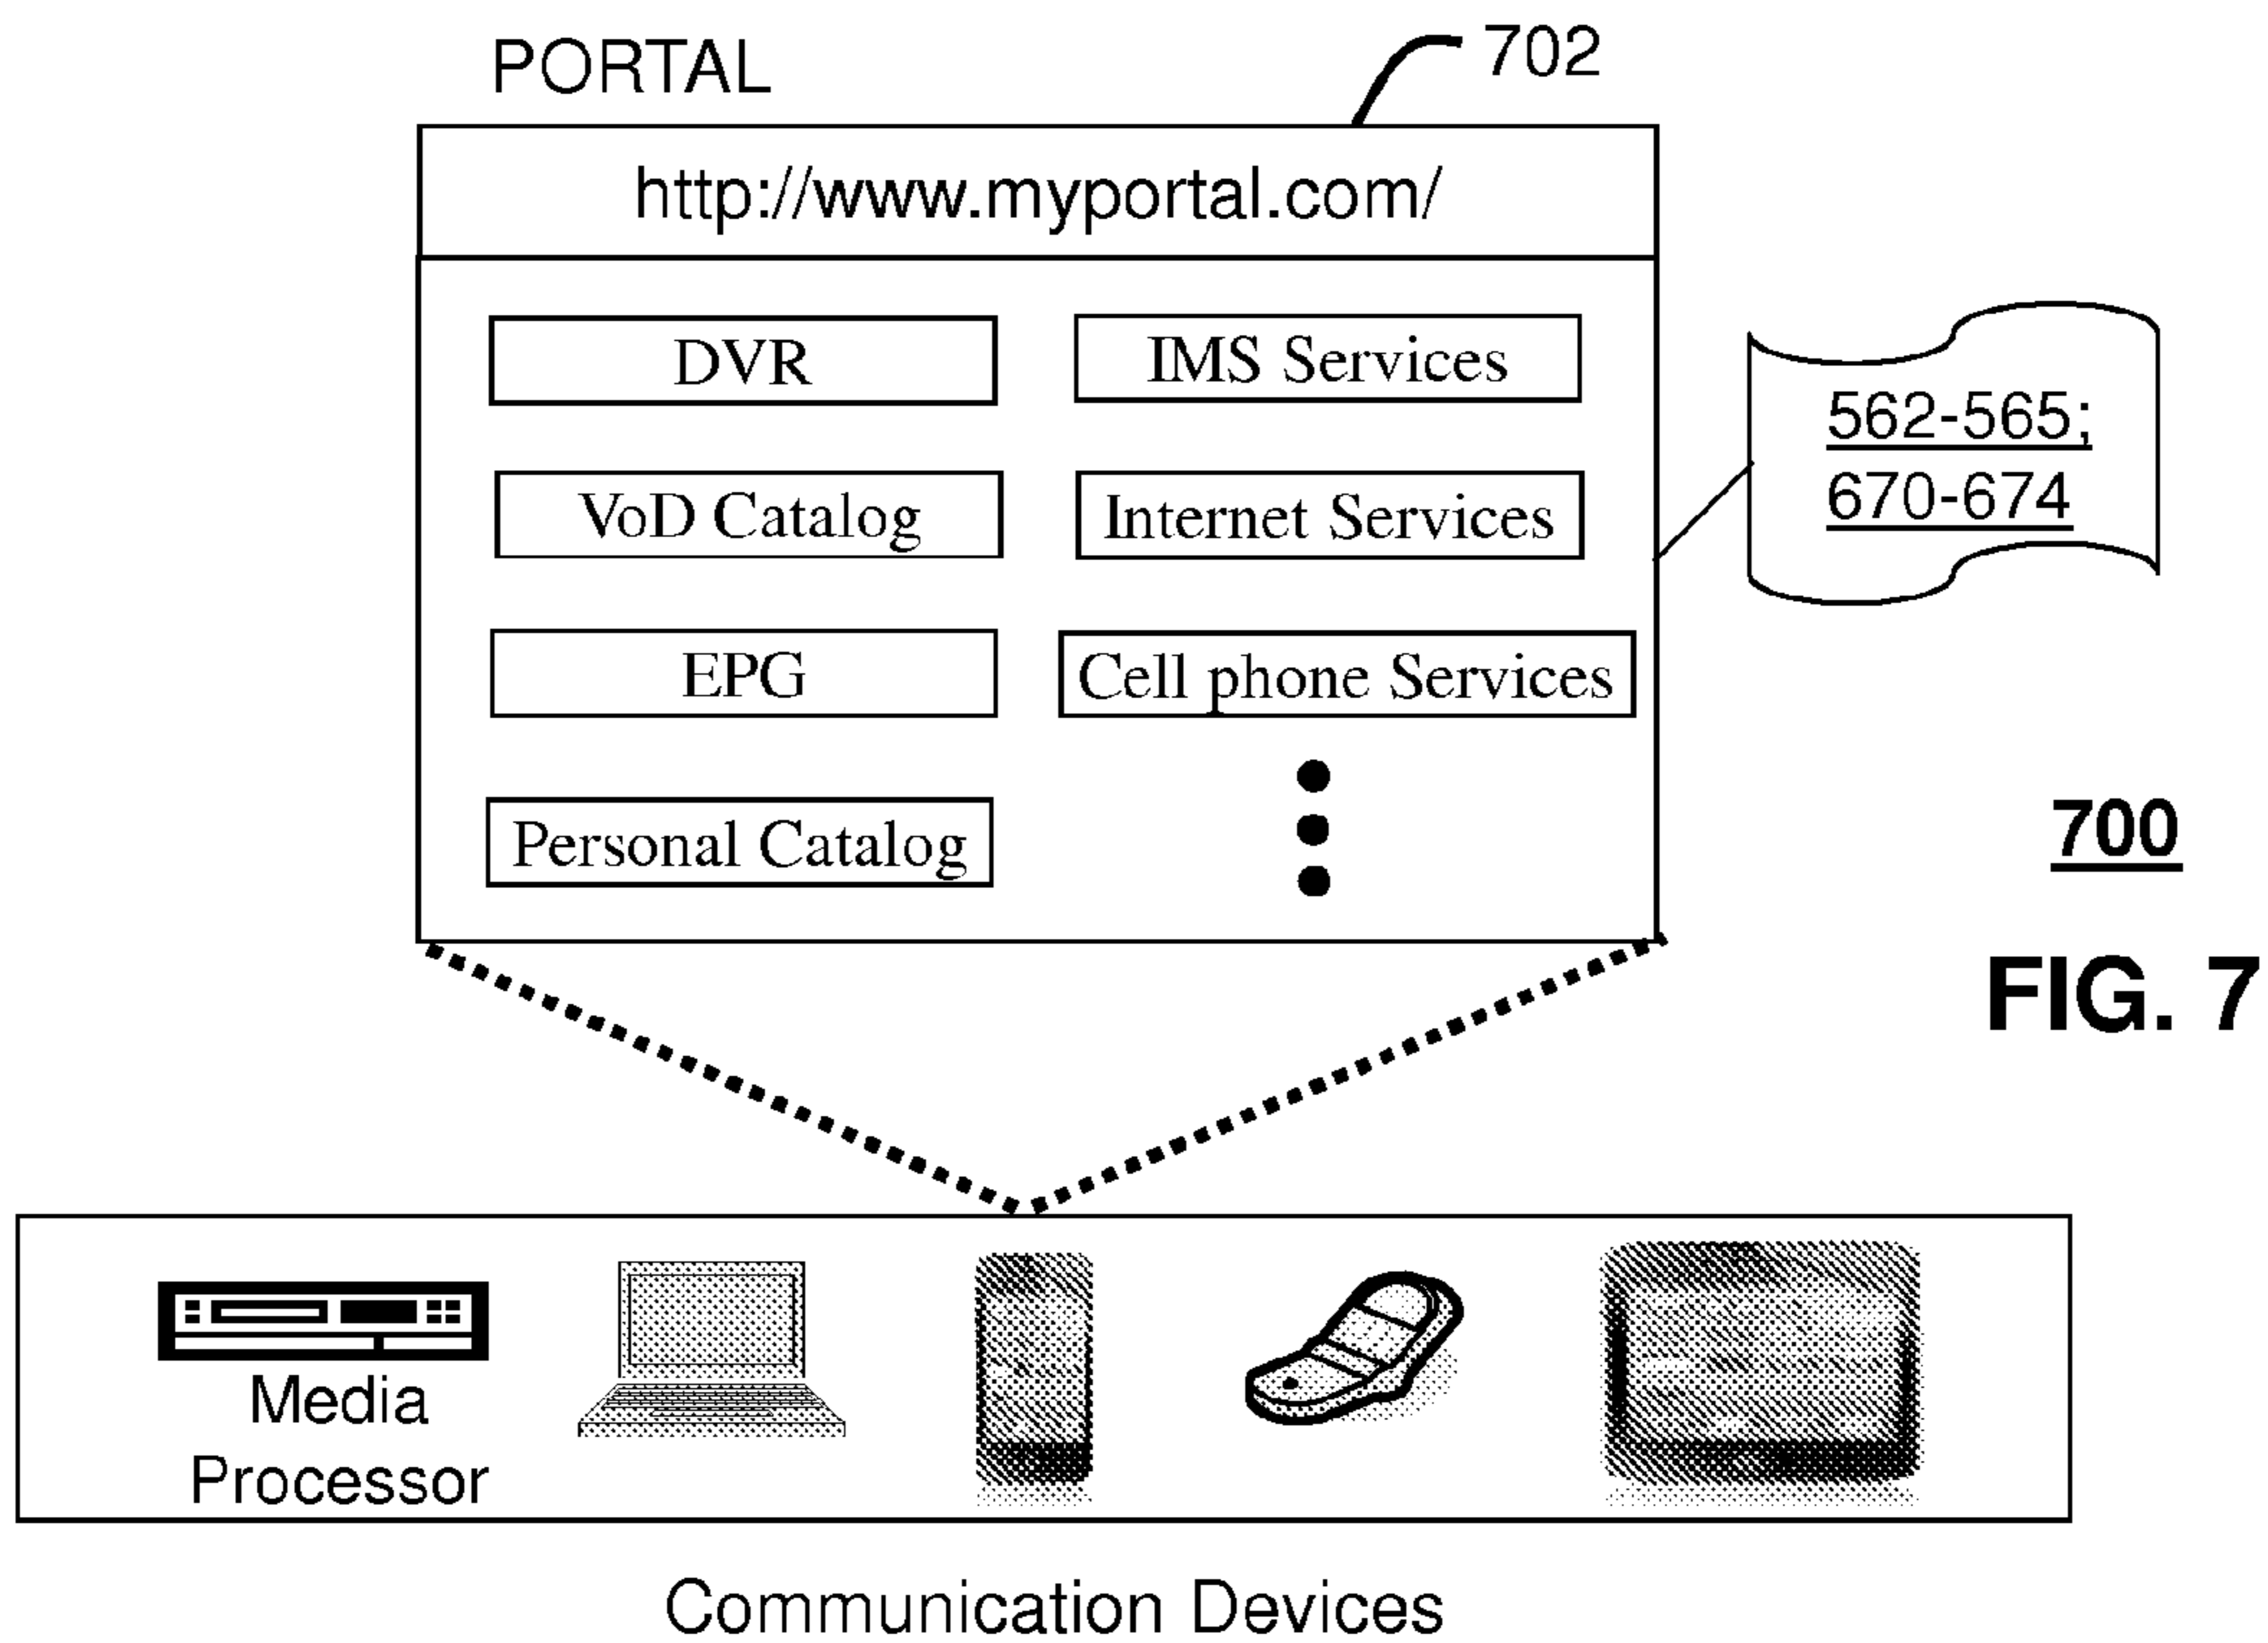 PORTAL
702
http://www.myportal.com/
DVR
IMS Services
VoD Catalog
Internet Services
EPG
Cell phone Services
Personal Catalog
562-565;
670-674
700
FIG. 7
Media
Processor
Communication Devices